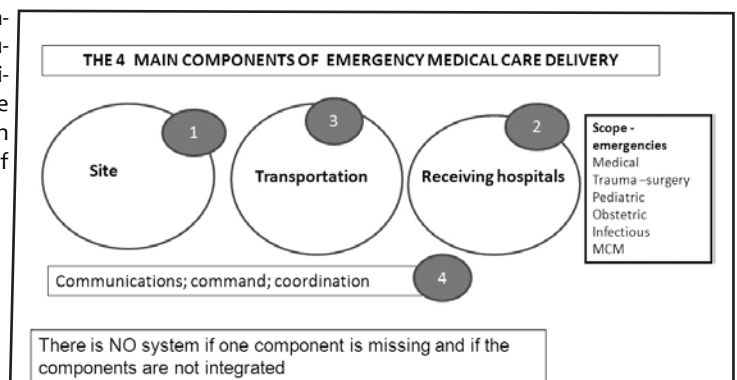 n-
u-
i-
e
n
f
THE 4 MAIN COMPONENTS OF EMERGENCY MEDICAL CARE DELIVERY
1
3
2
Site
Transportation
Receiving hospitals
Scope -
emergencies
Medical
Trauma –surgery
Pediatric
Obstetric
Infectious
MCM
Communications; command; coordination
4
There is NO system if one component is missing and if the
components are not integrated